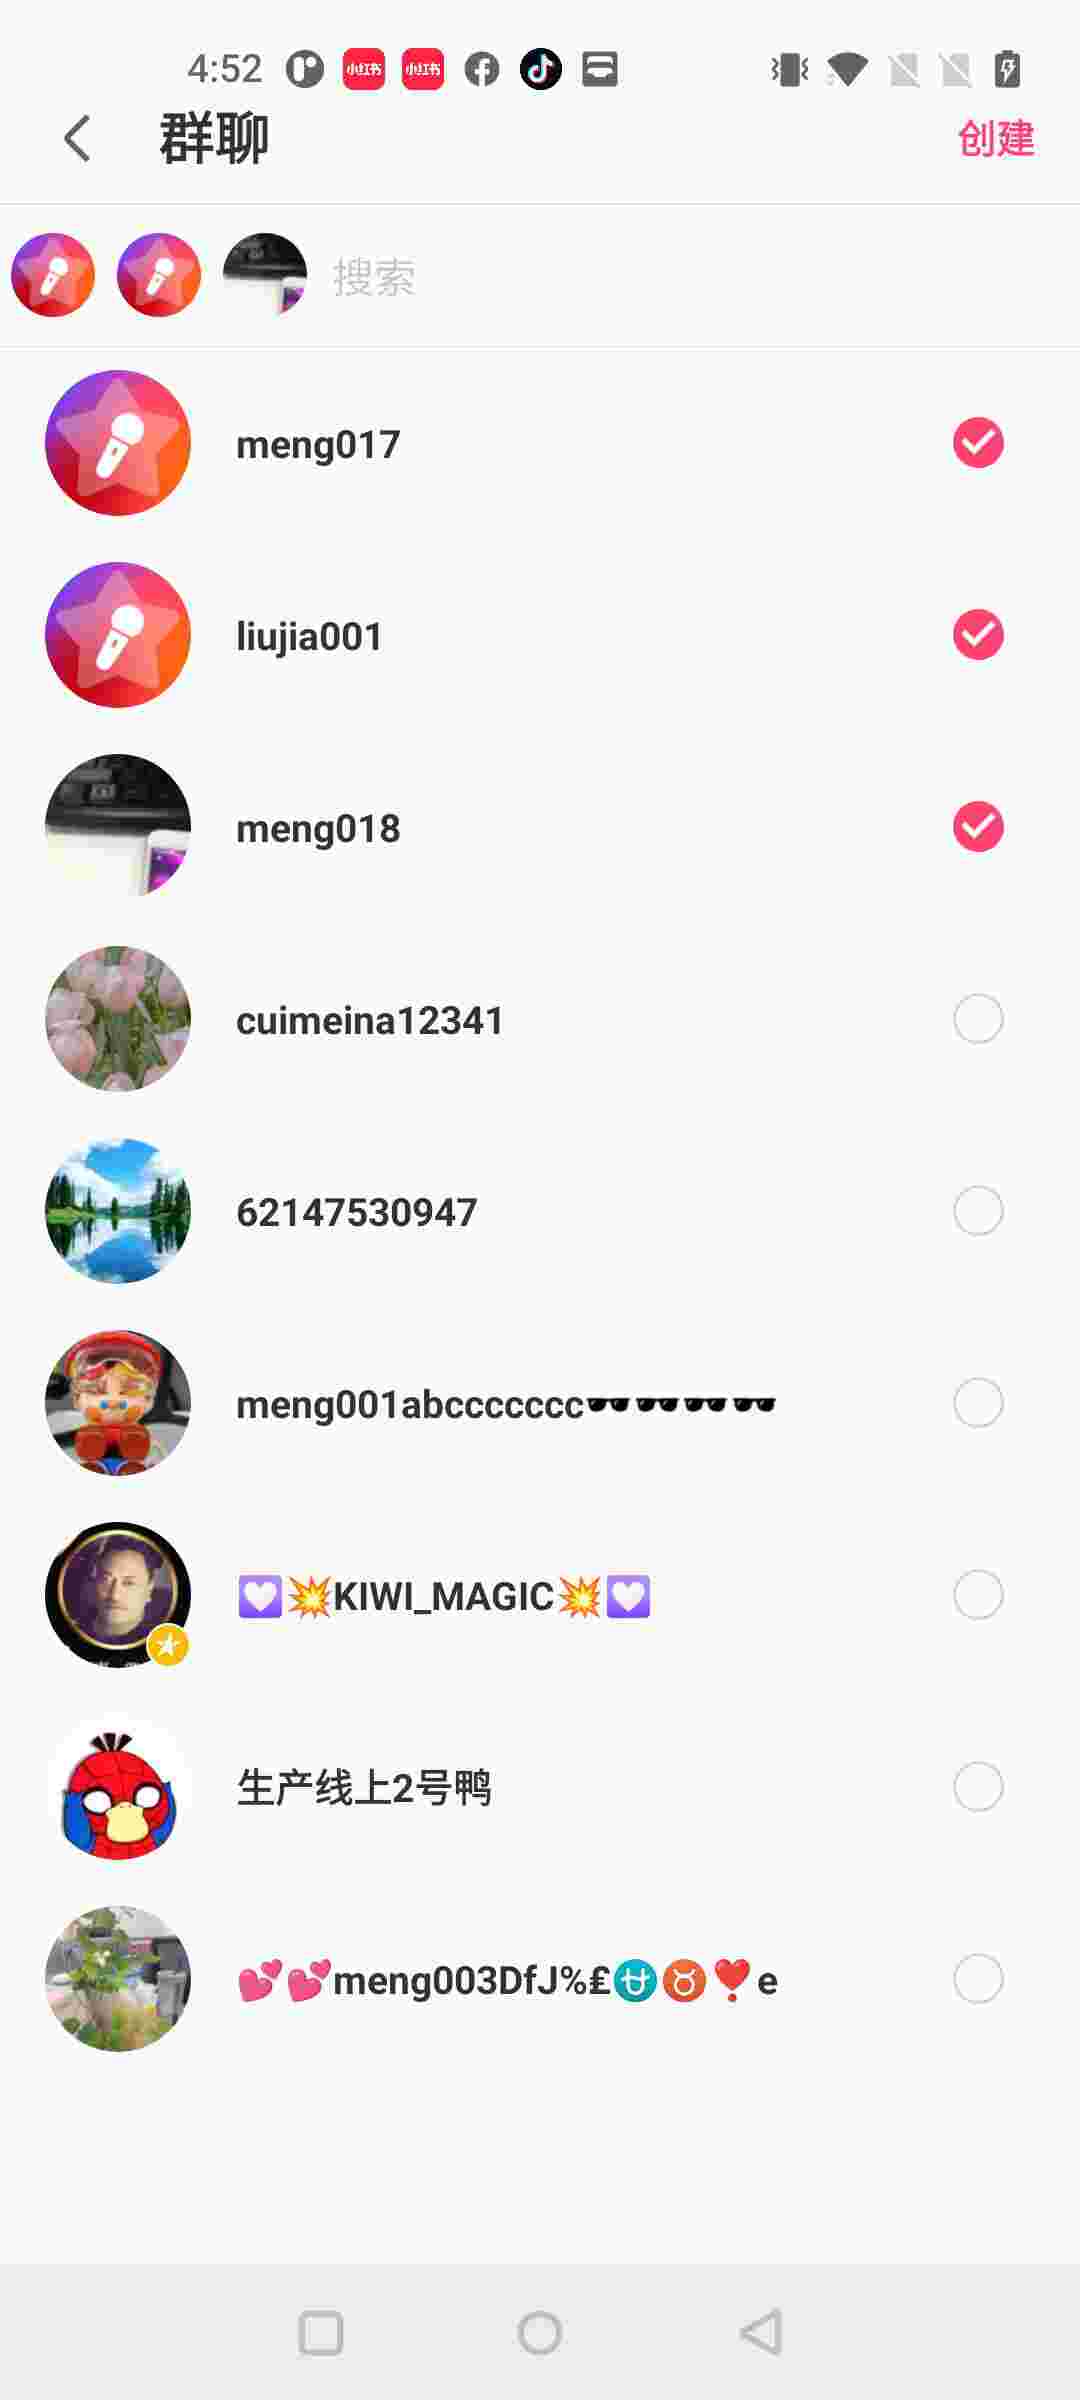 4:52 小红书 小红书
群聊 创建
搜索
meng017
liujia001
meng018
cuimeina12341
62147530947
meng001abccccccc🕶️🕶️🕶️🕶️
💟💥KIWI_MAGIC💥💟
生产线上2号鸭
💕💕meng003DfJ%£⛎♉❣️e